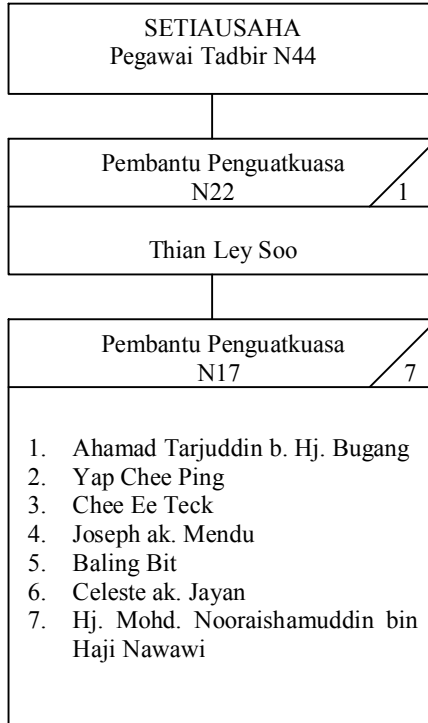 SETIAUSAHA
Pegawai Tadbir N44
Pembantu Penguatkuasa
N22
1
Thian Ley Soo
Pembantu Penguatkuasa
N17
7
1. Ahamad Tarjuddin b. Hj. Bugang
2. Yap Chee Ping
3. Chee Ee Teck
4. Joseph ak. Mendu
5. Baling Bit
6. Celeste ak. Jayan
7. Hj. Mohd. Nooraishamuddin bin
Haji Nawawi